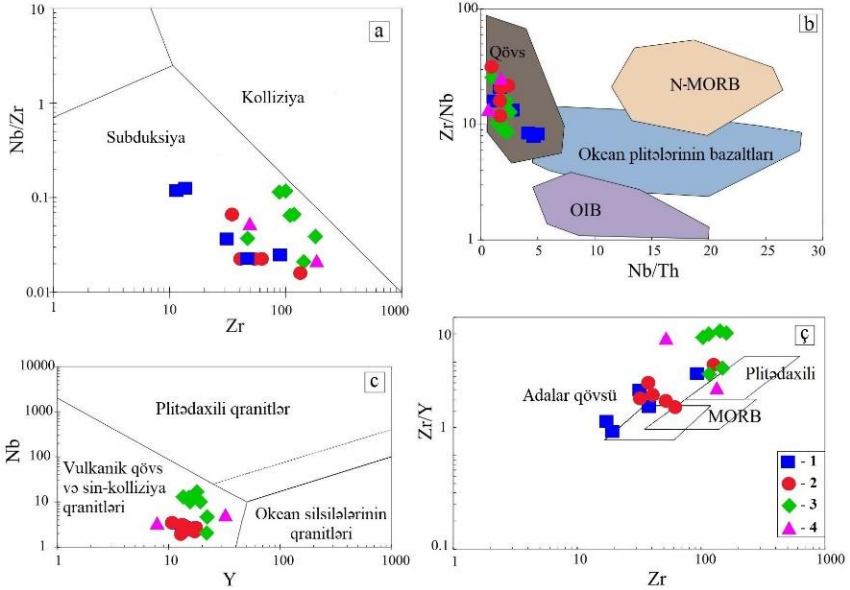 a
10
1
0.1
0.01
Nb/Zr
Kolliziya
Subduksiya
1
10
100
1000
Zr
b
100
10
1
Zr/Nb
Qövs
N-MORB
Okean plitələrinin bazaltları
OIB
0
5
10
15
20
25
30
Nb/Th
c
10000
1000
100
10
1
Nb
Plitədaxili qranitlər
Vulkanik qövs
və sin-kolliziya
qranitləri
Okean silsilələrinin
qranitləri
1
10
100
1000
Y
ç
10
1
0.1
Zr/Y
Adalar qövsü
Plitədaxili
MORB
- 1
- 2
- 3
- 4
1
10
100
1000
Zr